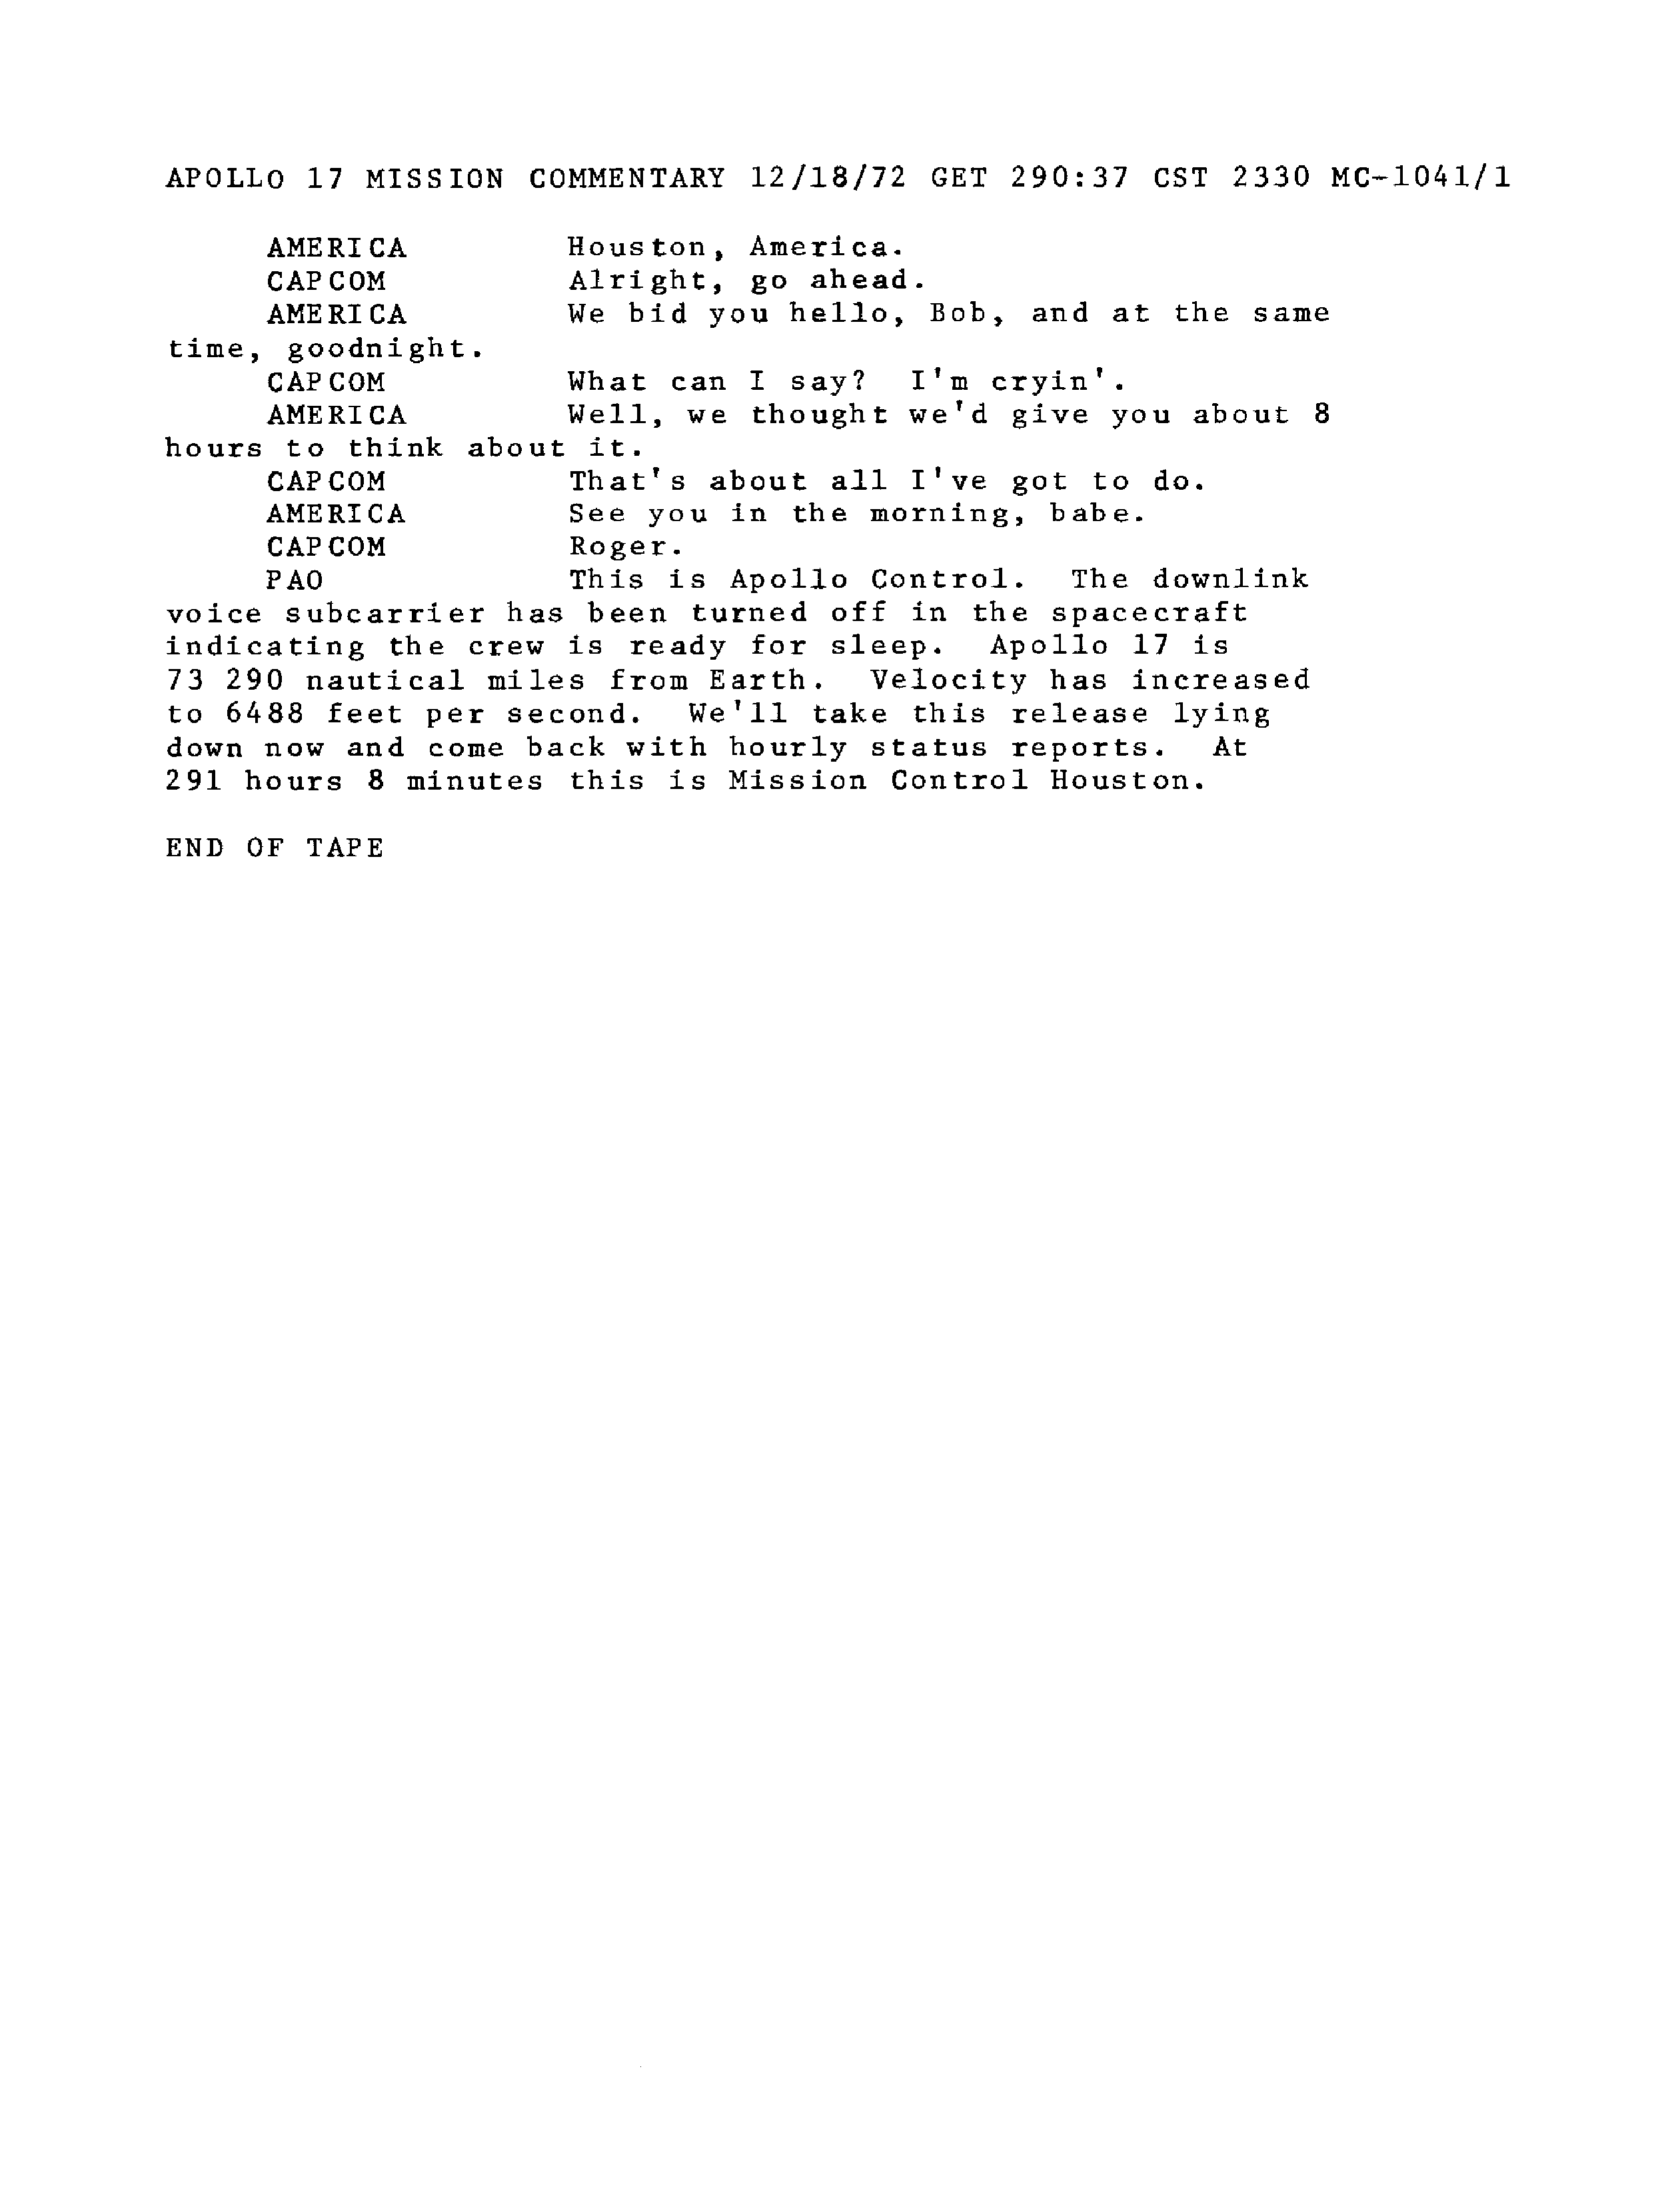 APOLLO 17 MISSION COMMENTARY 12/18/72 GET 290:37 CST 2330 MC-1041/1
AMERICA Houston, America.
CAPCOM Alright, go ahead.
AMERICA We bid you hello, Bob, and at the same
time, goodnight.
CAPCOM What can I say? I'm cryin'.
AMERICA Well, we thought we'd give you about 8
hours to think about it.
CAPCOM That's about all I've got to do.
AMERICA See you in the morning, babe.
CAPCOM Roger.
PAO This is Apollo Control. The downlink
voice subcarrier has been turned off in the spacecraft
indicating the crew is ready for sleep. Apollo 17 is
73 290 nautical miles from Earth. Velocity has increased
to 6488 feet per second. We'll take this release lying
down now and come back with hourly status reports. At
291 hours 8 minutes this is Mission Control Houston.
END OF TAPE